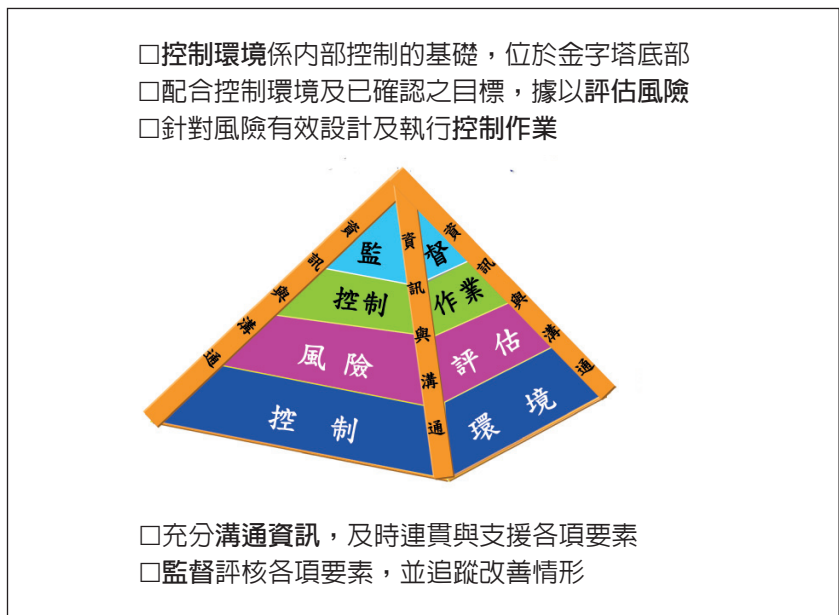 □控制環境係內部控制的基礎，位於金字塔底部
□配合控制環境及已確認之目標，據以評估風險
□針對風險有效設計及執行控制作業
資訊與溝通
資訊與溝通
資訊與溝通
監督
控制作業
風險評估
控制環境
□充分溝通資訊，及時連貫與支援各項要素
□監督評核各項要素，並追蹤改善情形